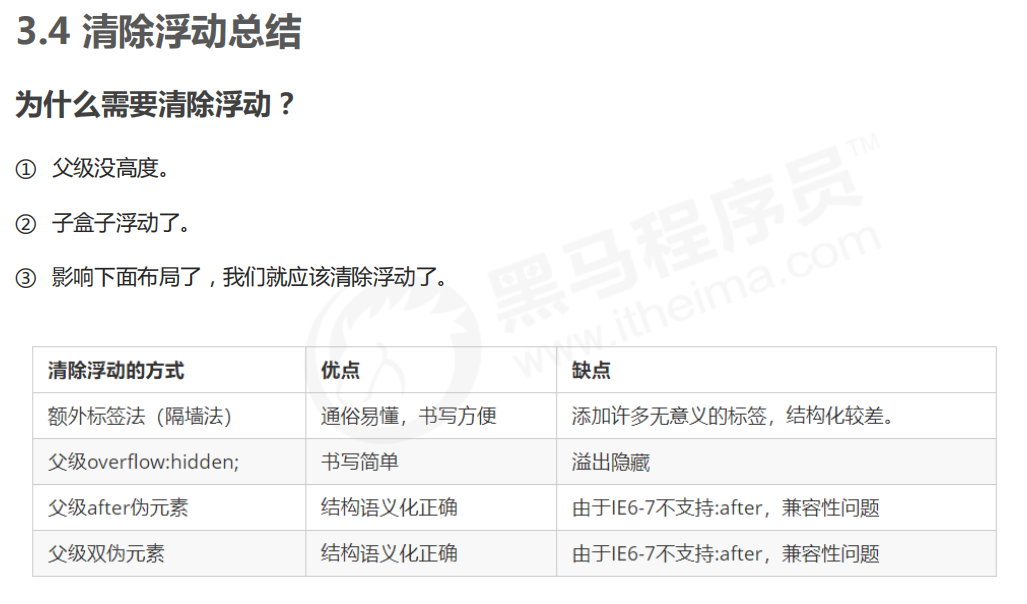 3.4 清除浮动总结
为什么需要清除浮动？
① 父级没高度。
② 子盒子浮动了。
③ 影响下面布局了，我们就应该清除浮动了。
清除浮动的方式 优点 缺点
额外标签法（隔墙法） 通俗易懂，书写方便 添加许多无意义的标签，结构化较差。
父级overflow:hidden; 书写简单 溢出隐藏
父级after伪元素 结构语义化正确 由于IE6-7不支持:after，兼容性问题
父级双伪元素 结构语义化正确 由于IE6-7不支持:after，兼容性问题
黑马程序员™
www.itheima.com